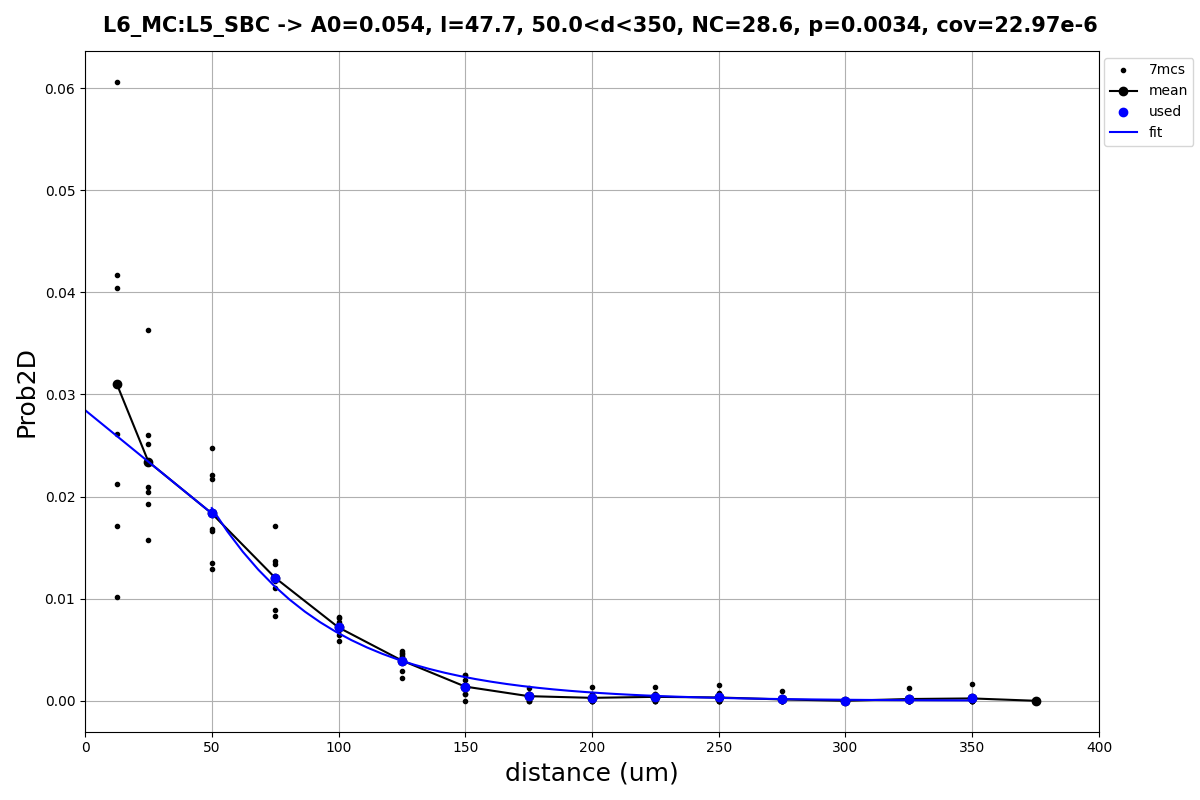 L6_MC:L5_SBC -> A0=0.054, l=47.7, 50.0<d<350, NC=28.6, p=0.0034, cov=22.97e-6
7mcs
mean
used
fit
0.06
0.05
0.04
0.03
0.02
0.01
0.00
Prob2D
0 50 100 150 200 250 300 350 400
distance (um)